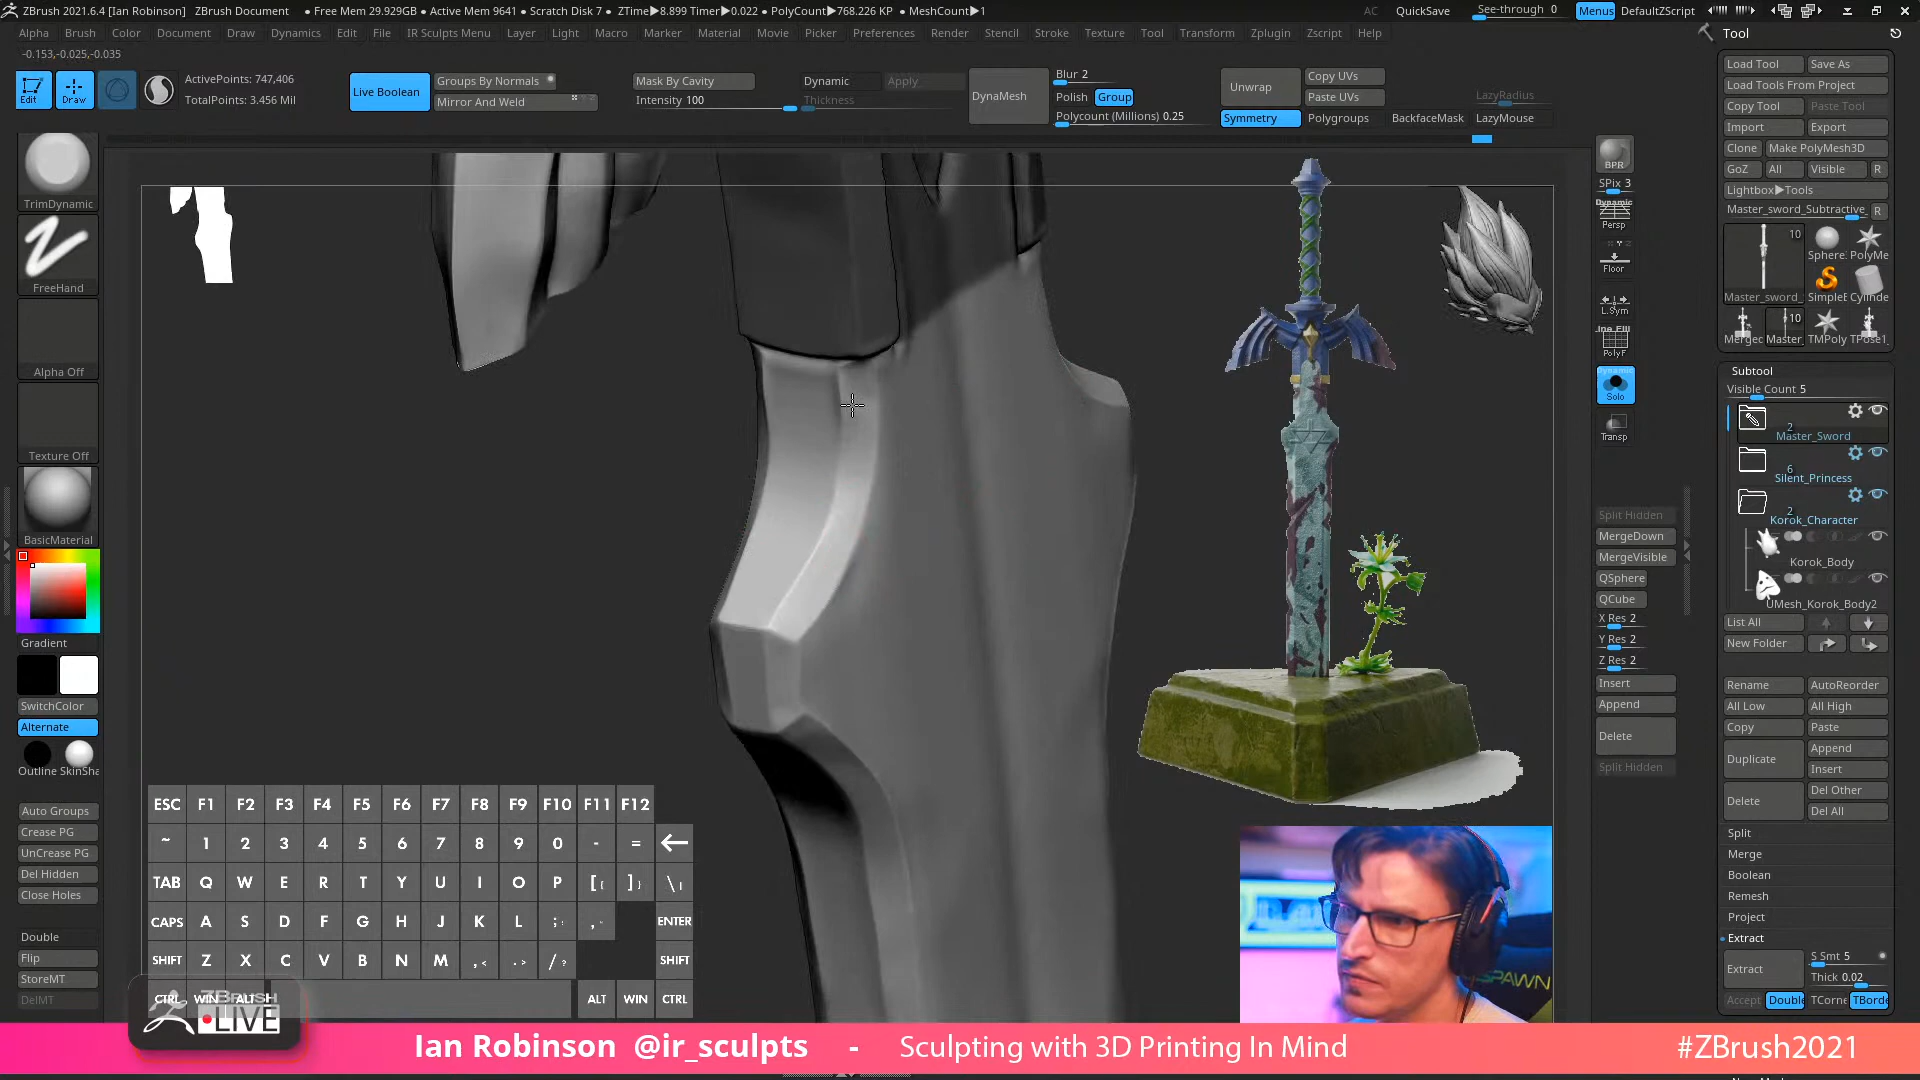 ZBrush 2021.6.4 [Ian Robinson] ZBrush Document • Free Mem 29.929GB • Active Mem 9641 • Scratch Disk 7 • ZTime▶8.899 Timer▶0.022 • PolyCount▶768.226 KP • MeshCount▶1 AC QuickSave See-through 0 Menus DefaultZScript
Alpha Brush Color Document Draw Dynamics Edit File IR Sculpts Menu Layer Light Macro Marker Material Movie Picker Preferences Render Stencil Stroke Texture Tool Transform Zplugin Zscript Help
-0.153,-0.025,-0.035
Edit Draw
ActivePoints: 747,406
TotalPoints: 3.456 Mil
Live Boolean
Groups By Normals
Mirror And Weld
Mask By Cavity
Intensity 100
Dynamic Apply
Thickness
DynaMesh
Blur 2
Polish Group
Polycount (Millions) 0.25
Unwrap
Copy UVs
Paste UVs
Symmetry Polygroups BackfaceMask
LazyRadius
LazyMouse
TrimDynamic
FreeHand
Alpha Off
Texture Off
BasicMaterial
Gradient
SwitchColor
Alternate
Outline SkinSha
Auto Groups
Crease PG
UnCrease PG
Del Hidden
Close Holes
Double
Flip
StoreMT
DelMT
ESC F1 F2 F3 F4 F5 F6 F7 F8 F9 F10 F11 F12
~ 1 2 3 4 5 6 7 8 9 0 - = ←
TAB Q W E R T Y U I O P [{ ]} \|
CAPS A S D F G H J K L ;: ,. ENTER
SHIFT Z X C V B N M ,< .> /? SHIFT
CTRL WIN ALT ALT WIN CTRL
ZBRUSH
LIVE
SPAWN
BPR
SPix 3
Dynamic
Persp
Floor
L.Sym
Line Fill
PolyF
Dynamic
Solo
Transp
Split Hidden
MergeDown
MergeVisible
QSphere
QCube
X Res 2
Y Res 2
Z Res 2
Insert
Append
Delete
Split Hidden
Tool
Load Tool Save As
Load Tools From Project
Copy Tool Paste Tool
Import Export
Clone Make PolyMesh3D
GoZ All Visible R
Lightbox▶Tools
Master_sword_Subtractive_ R
10
Sphere: PolyMe
Master_sword_ SimpleE Cylinde
10
Mergec Master_ TMPoly TPose1_
Subtool
Visible Count 5
2
Master_Sword
6
Silent_Princess
2
Korok_Character
Korok_Body
UMesh_Korok_Body2
List All
New Folder
Rename AutoReorder
All Low All High
Copy Paste
Duplicate Append
Insert
Delete Del Other
Del All
Split
Merge
Boolean
Remesh
Project
Extract
Extract S Smt 5
Thick 0.02
Accept Double TCorne TBorde
Ian Robinson @ir_sculpts - Sculpting with 3D Printing In Mind #ZBrush2021